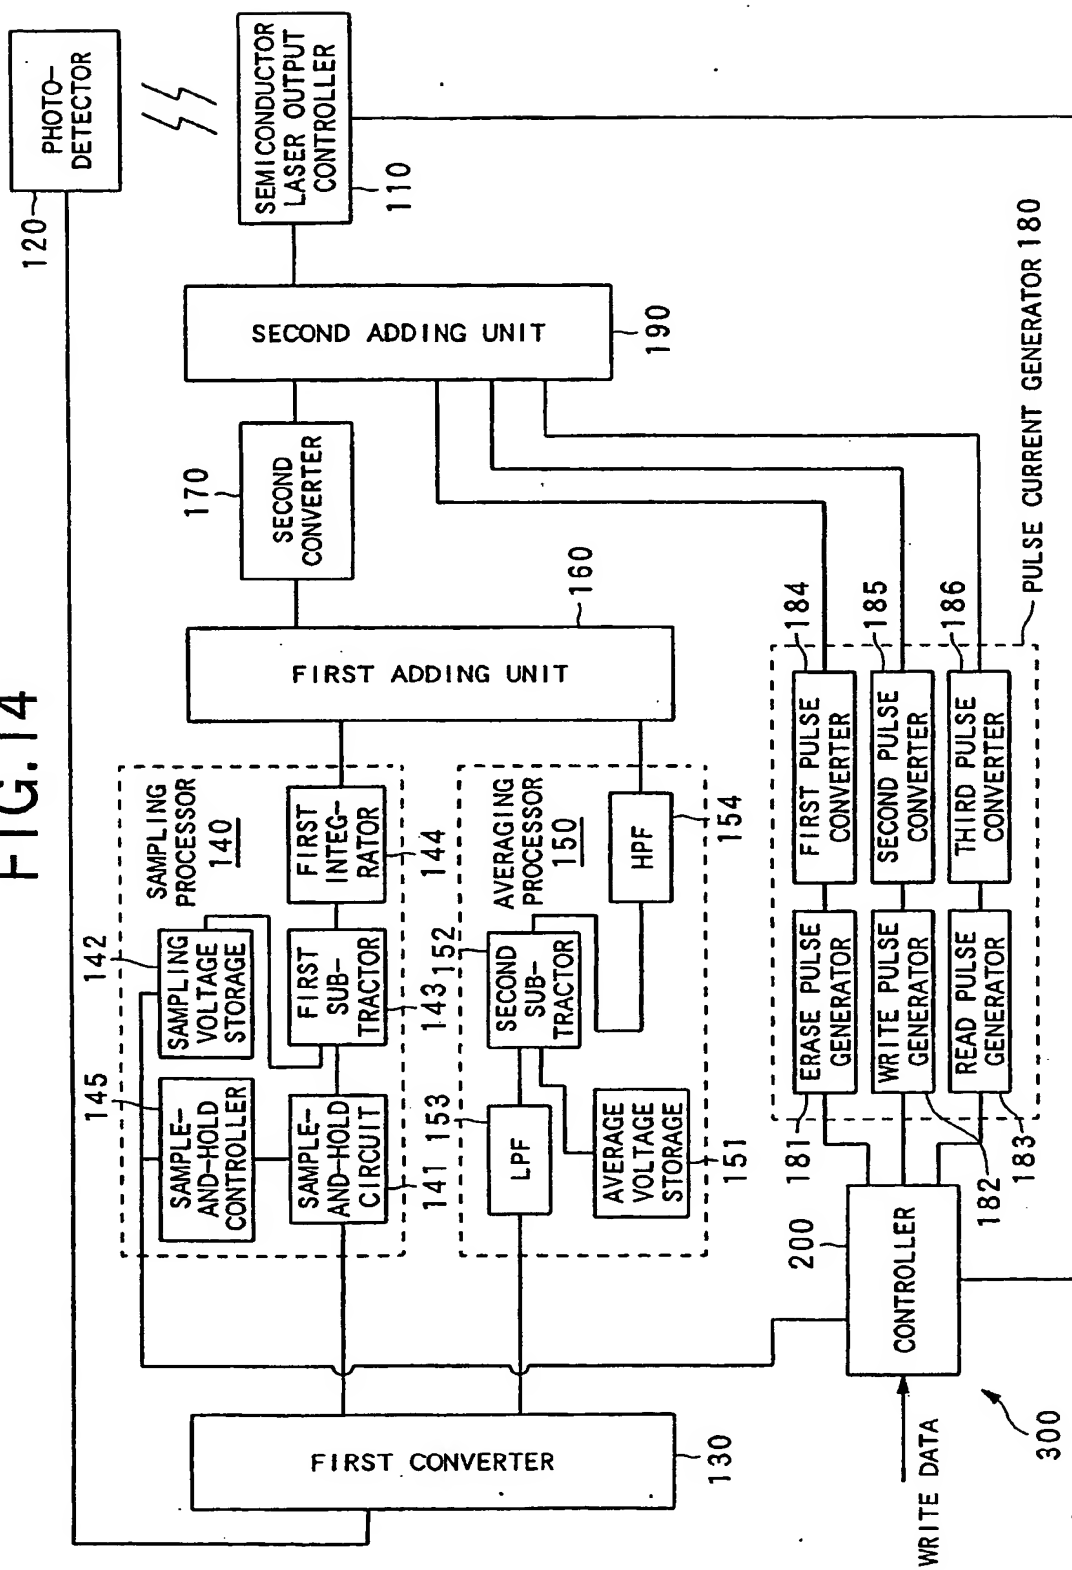 FIG.14
PHOTO-
DETECTOR
120
SEMICONDUCTOR
LASER OUTPUT
CONTROLLER
110
SECOND ADDING UNIT
190
SECOND
CONVERTER
170
FIRST ADDING UNIT
160
SAMPLING
PROCESSOR
140
SAMPLING
VOLTAGE
STORAGE
142
FIRST
INTEG-
RATOR
144
FIRST
SUB-
TRACTOR
143
SAMPLE-
AND-HOLD
CONTROLLER
145
SAMPLE-
AND-HOLD
CIRCUIT
141
AVERAGING
PROCESSOR
150
SECOND
SUB-
TRACTOR
152
HPF
154
LPF
153
AVERAGE
VOLTAGE
STORAGE
151
FIRST CONVERTER
130
PULSE CURRENT GENERATOR 180
FIRST PULSE
CONVERTER
184
SECOND PULSE
CONVERTER
185
THIRD PULSE
CONVERTER
186
ERASE PULSE
GENERATOR
181
WRITE PULSE
GENERATOR
182
READ PULSE
GENERATOR
183
CONTROLLER
200
WRITE DATA
300